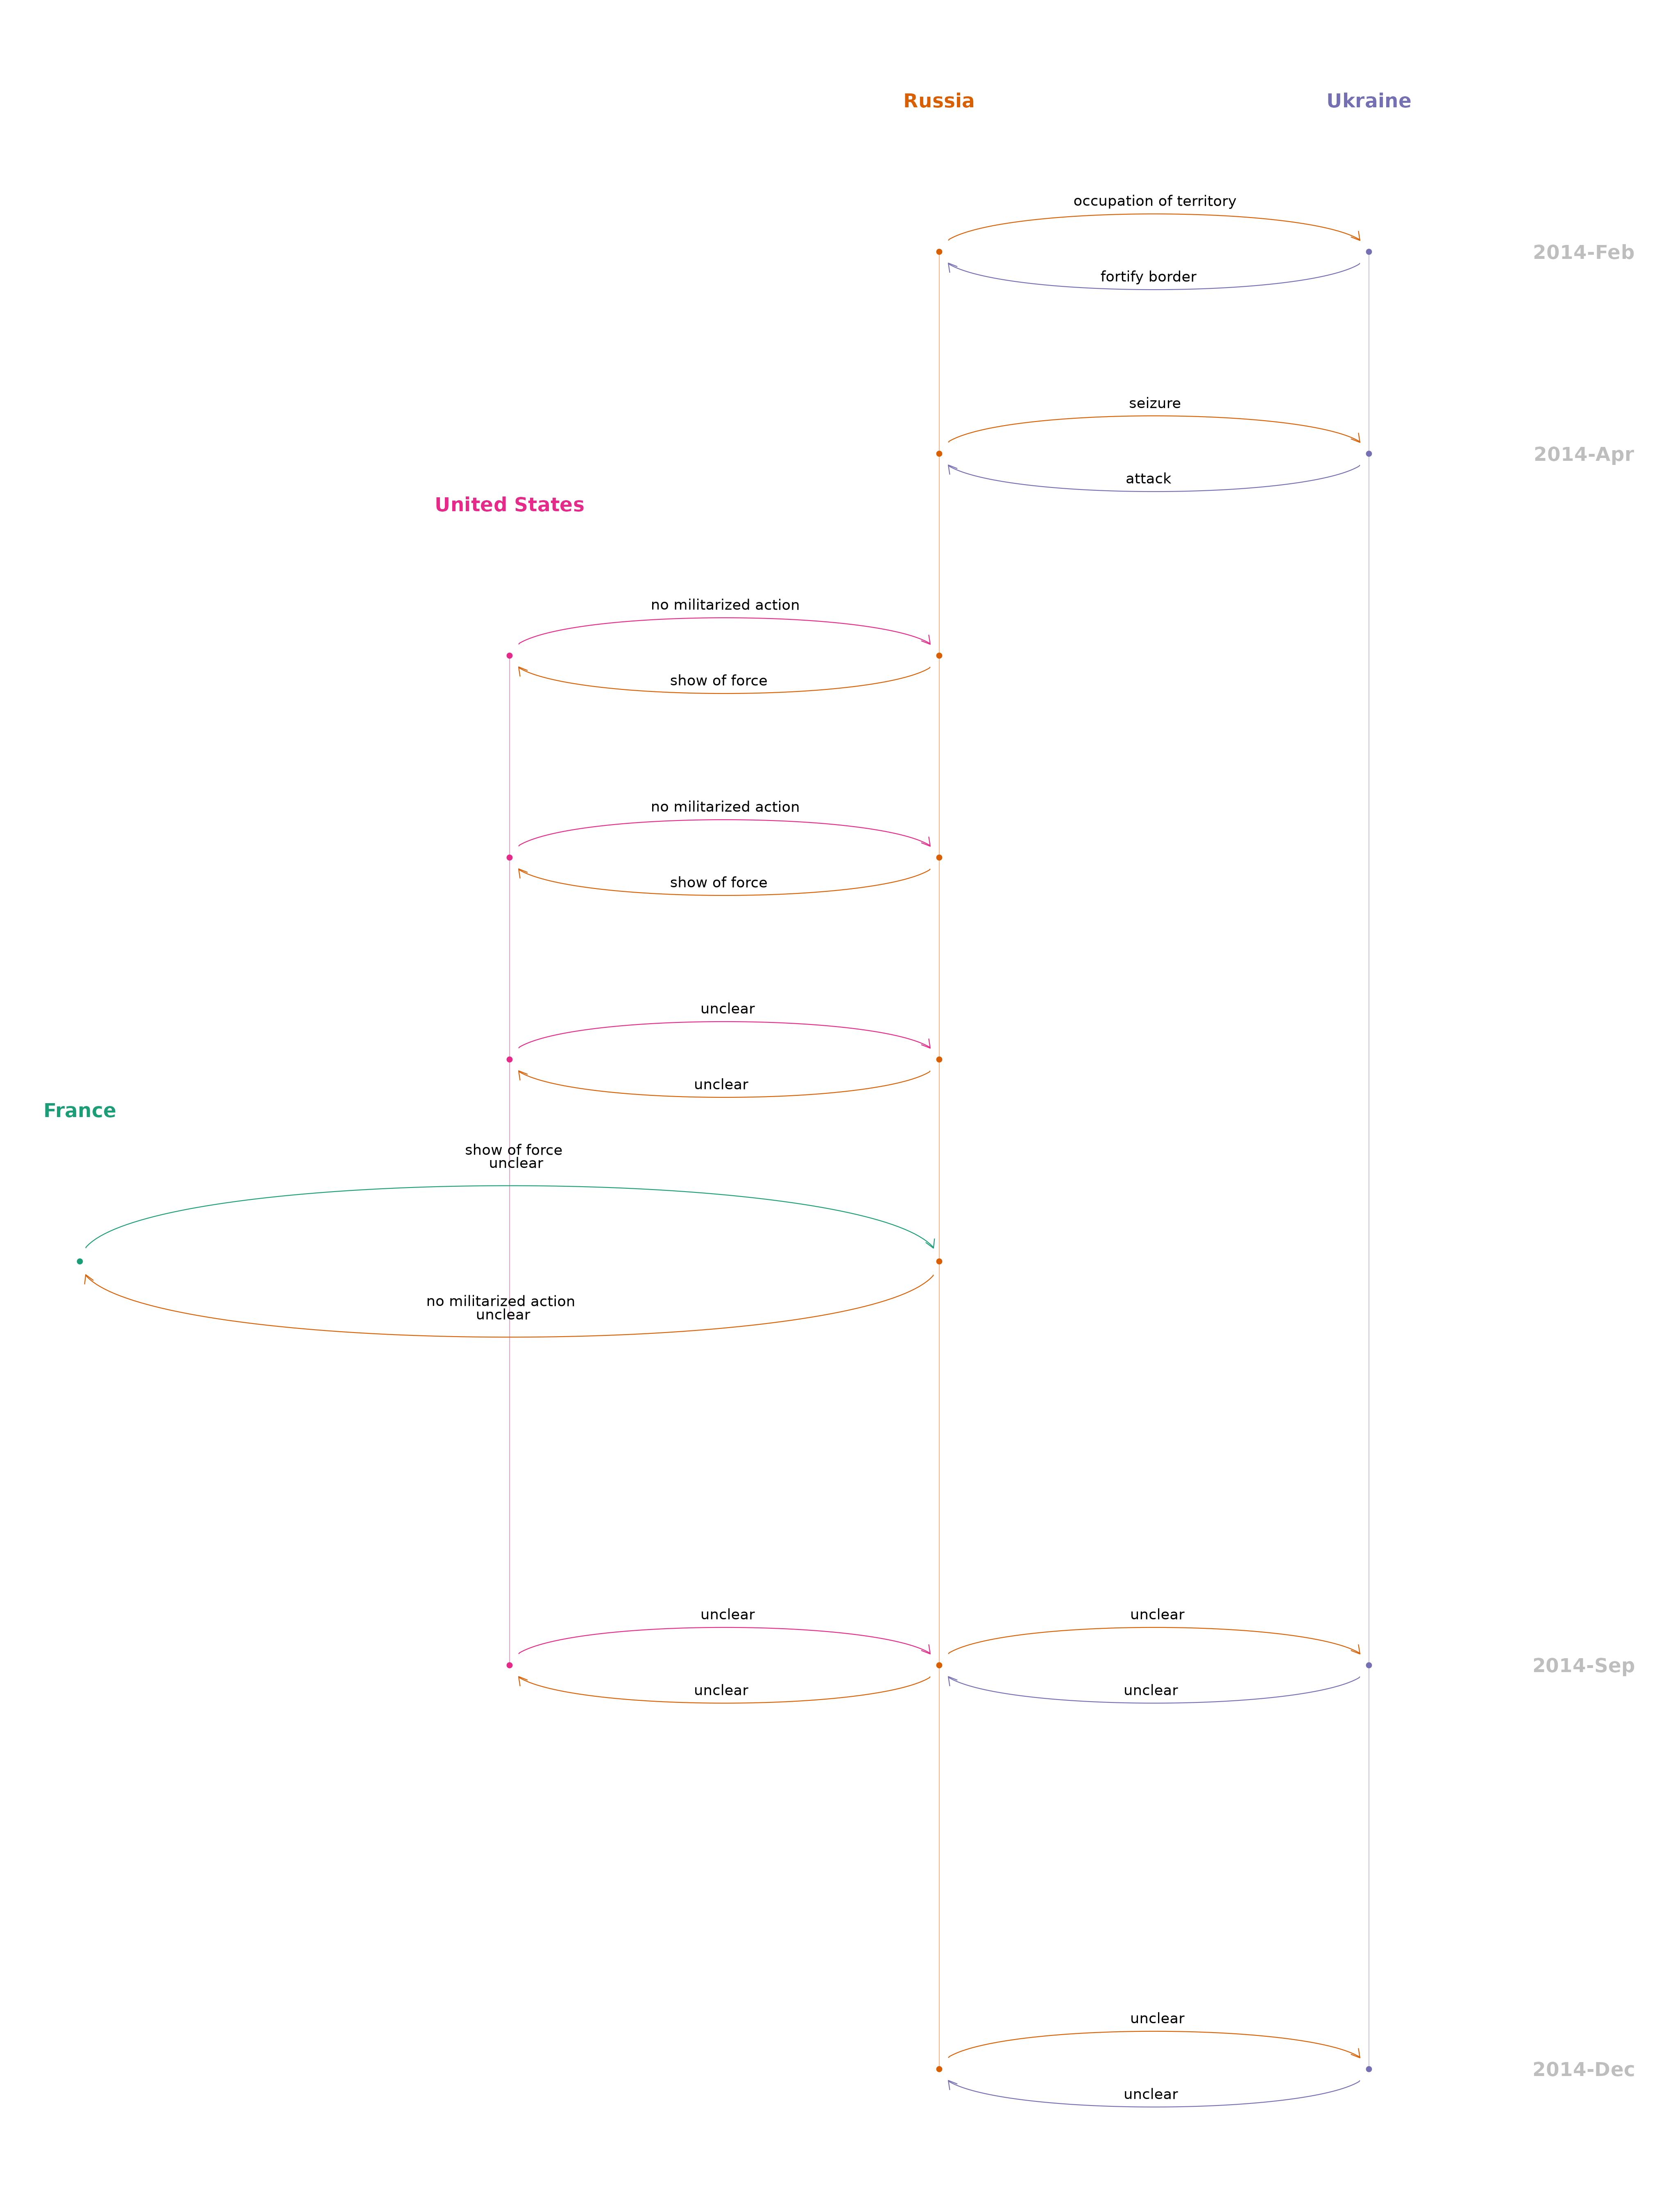 Russia
Ukraine
occupation of territory
2014-Feb
fortify border
seizure
2014-Apr
attack
United States
no militarized action
show of force
no militarized action
show of force
unclear
unclear
France
show of force
unclear
no militarized action
unclear
unclear
unclear
2014-Sep
unclear
unclear
unclear
2014-Dec
unclear